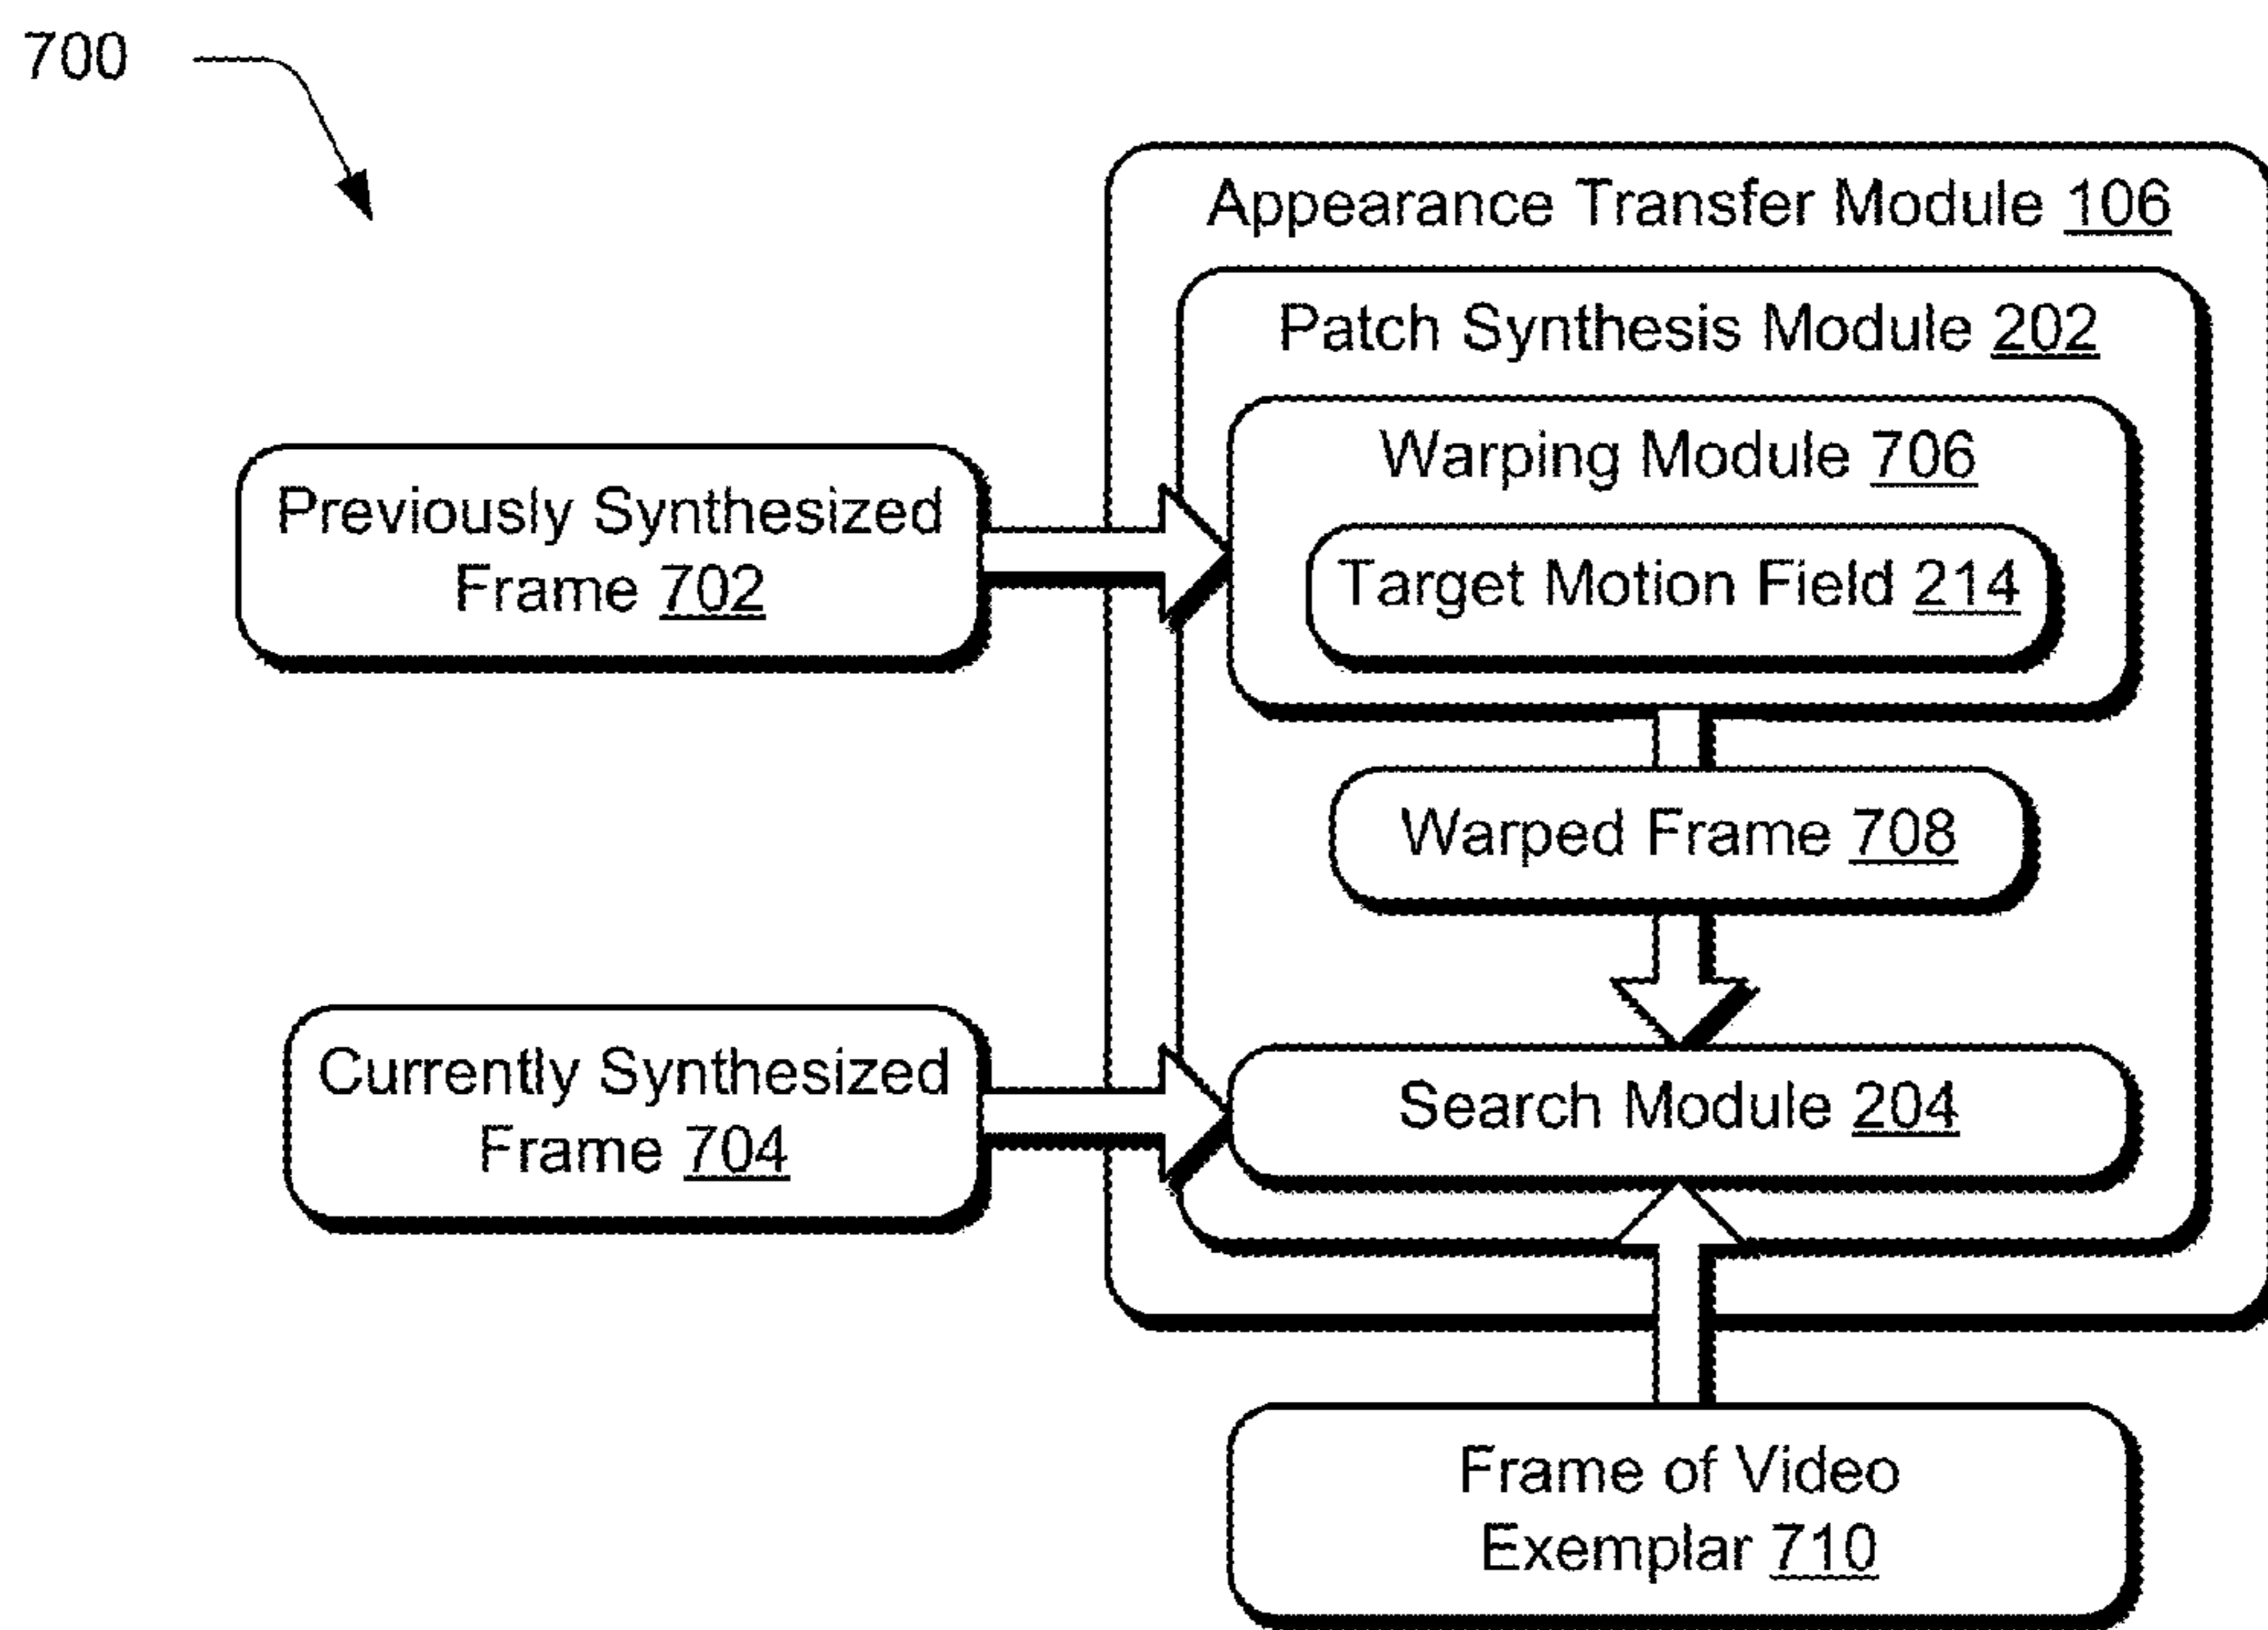 700
Appearance Transfer Module 106
Patch Synthesis Module 202
Warping Module 706
Target Motion Field 214
Previously Synthesized
Frame 702
Warped Frame 708
Currently Synthesized
Frame 704
Search Module 204
Frame of Video
Exemplar 710